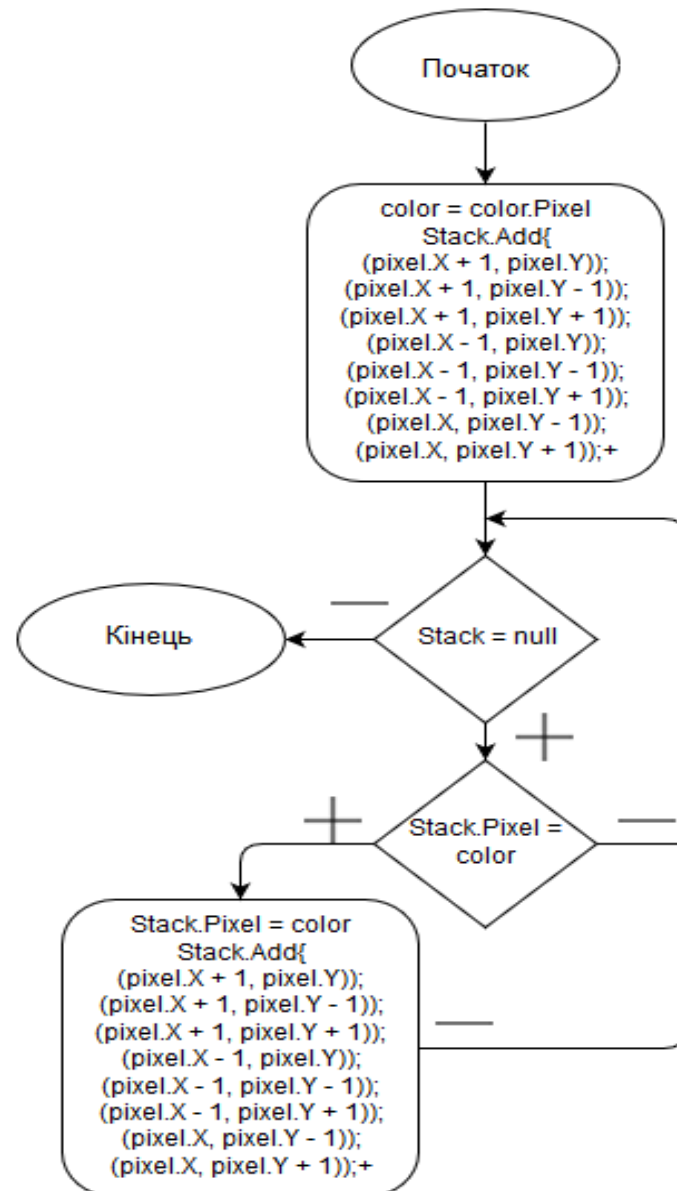 Початок
color = color.Pixel
Stack.Add{
(pixel.X + 1, pixel.Y));
(pixel.X + 1, pixel.Y - 1));
(pixel.X + 1, pixel.Y + 1));
(pixel.X - 1, pixel.Y));
(pixel.X - 1, pixel.Y - 1));
(pixel.X - 1, pixel.Y + 1));
(pixel.X, pixel.Y - 1));
(pixel.X, pixel.Y + 1));+
—
Кінець
Stack = null
+
+
Stack.Pixel =
color
—
Stack.Pixel = color
Stack.Add{
(pixel.X + 1, pixel.Y));
(pixel.X + 1, pixel.Y - 1));
(pixel.X + 1, pixel.Y + 1));
(pixel.X - 1, pixel.Y));
(pixel.X - 1, pixel.Y - 1));
(pixel.X - 1, pixel.Y + 1));
(pixel.X, pixel.Y - 1));
(pixel.X, pixel.Y + 1));+
—